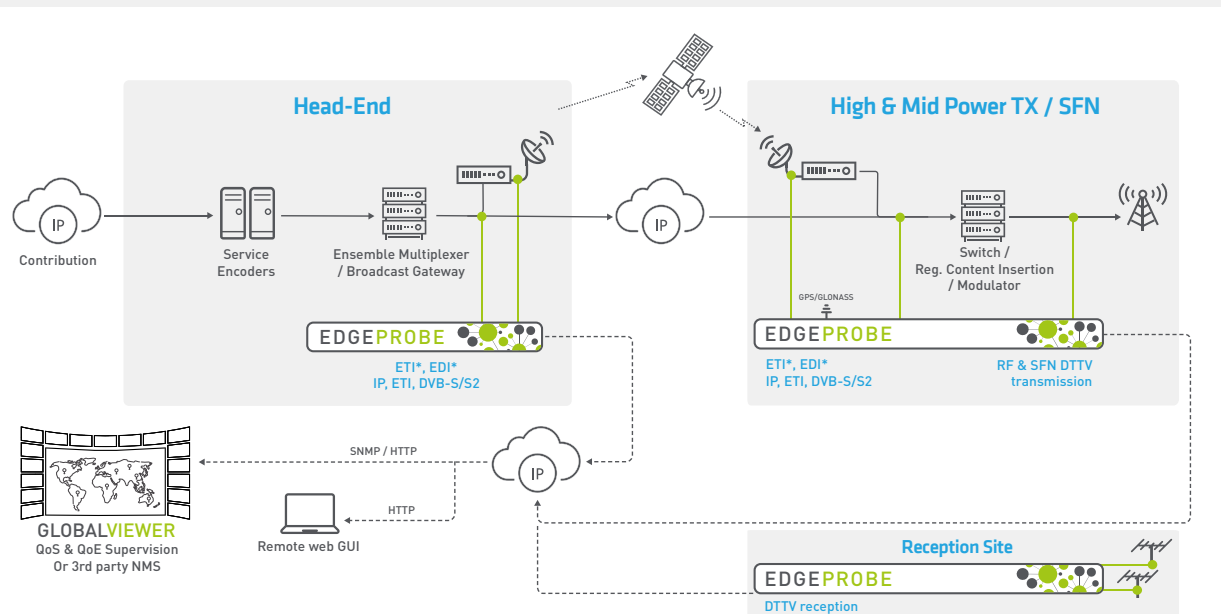 Head-End
High & Mid Power TX / SFN
IP
Contribution
Service
Encoders
Ensemble Multiplexer
/ Broadcast Gateway
IP
Switch /
Reg. Content Insertion
/ Modulator
GPS/GLONASS
EDGEPROBE
ETI*, EDI*
IP, ETI, DVB-S/S2
EDGEPROBE
ETI*, EDI*
IP, ETI, DVB-S/S2
RF & SFN DTTV
transmission
SNMP / HTTP
IP
HTTP
GLOBALVIEWER
QoS & QoE Supervision
Or 3rd party NMS
Remote web GUI
Reception Site
EDGEPROBE
DTTV reception